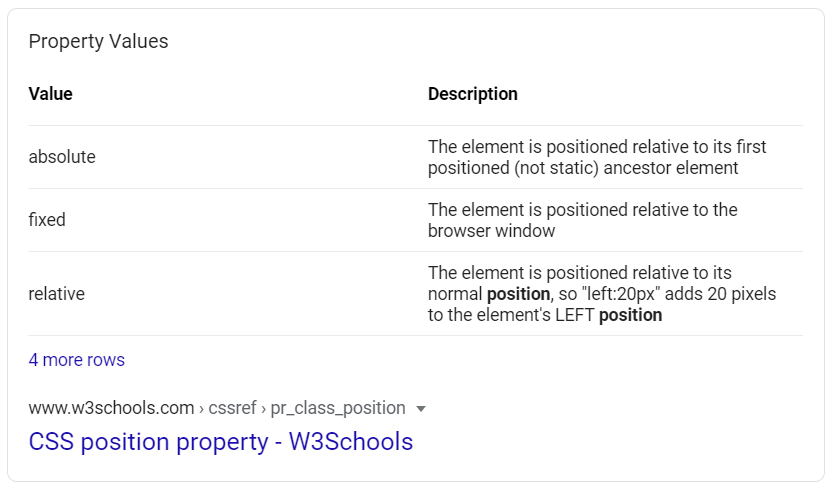 Property Values
Value
Description
absolute
The element is positioned relative to its first
positioned (not static) ancestor element
fixed
The element is positioned relative to the
browser window
relative
The element is positioned relative to its
normal position, so "left:20px" adds 20 pixels
to the element's LEFT position
4 more rows
www.w3schools.com › cssref › pr_class_position
CSS position property - W3Schools